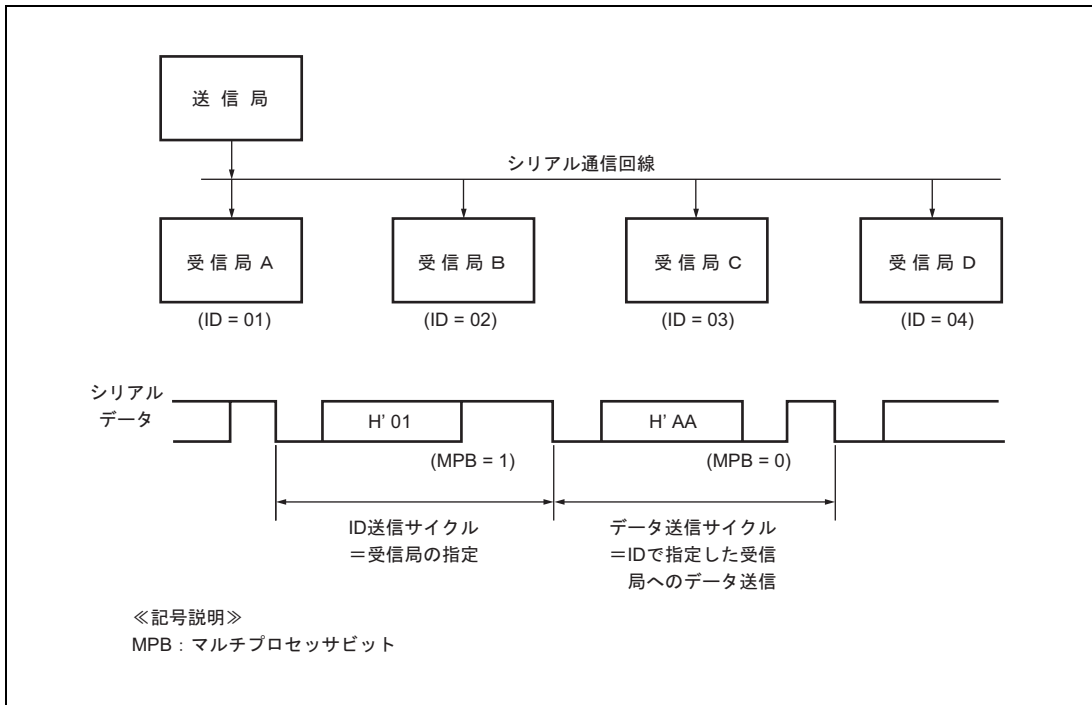 送信局
シリアル通信回線
受信局A 受信局B 受信局C 受信局D
(ID = 01) (ID = 02) (ID = 03) (ID = 04)
シリアル
データ
H' 01 H' AA
(MPB = 1) (MPB = 0)
ID送信サイクル
＝受信局の指定
データ送信サイクル
＝IDで指定した受信
局へのデータ送信
≪記号説明≫
MPB：マルチプロセッサビット